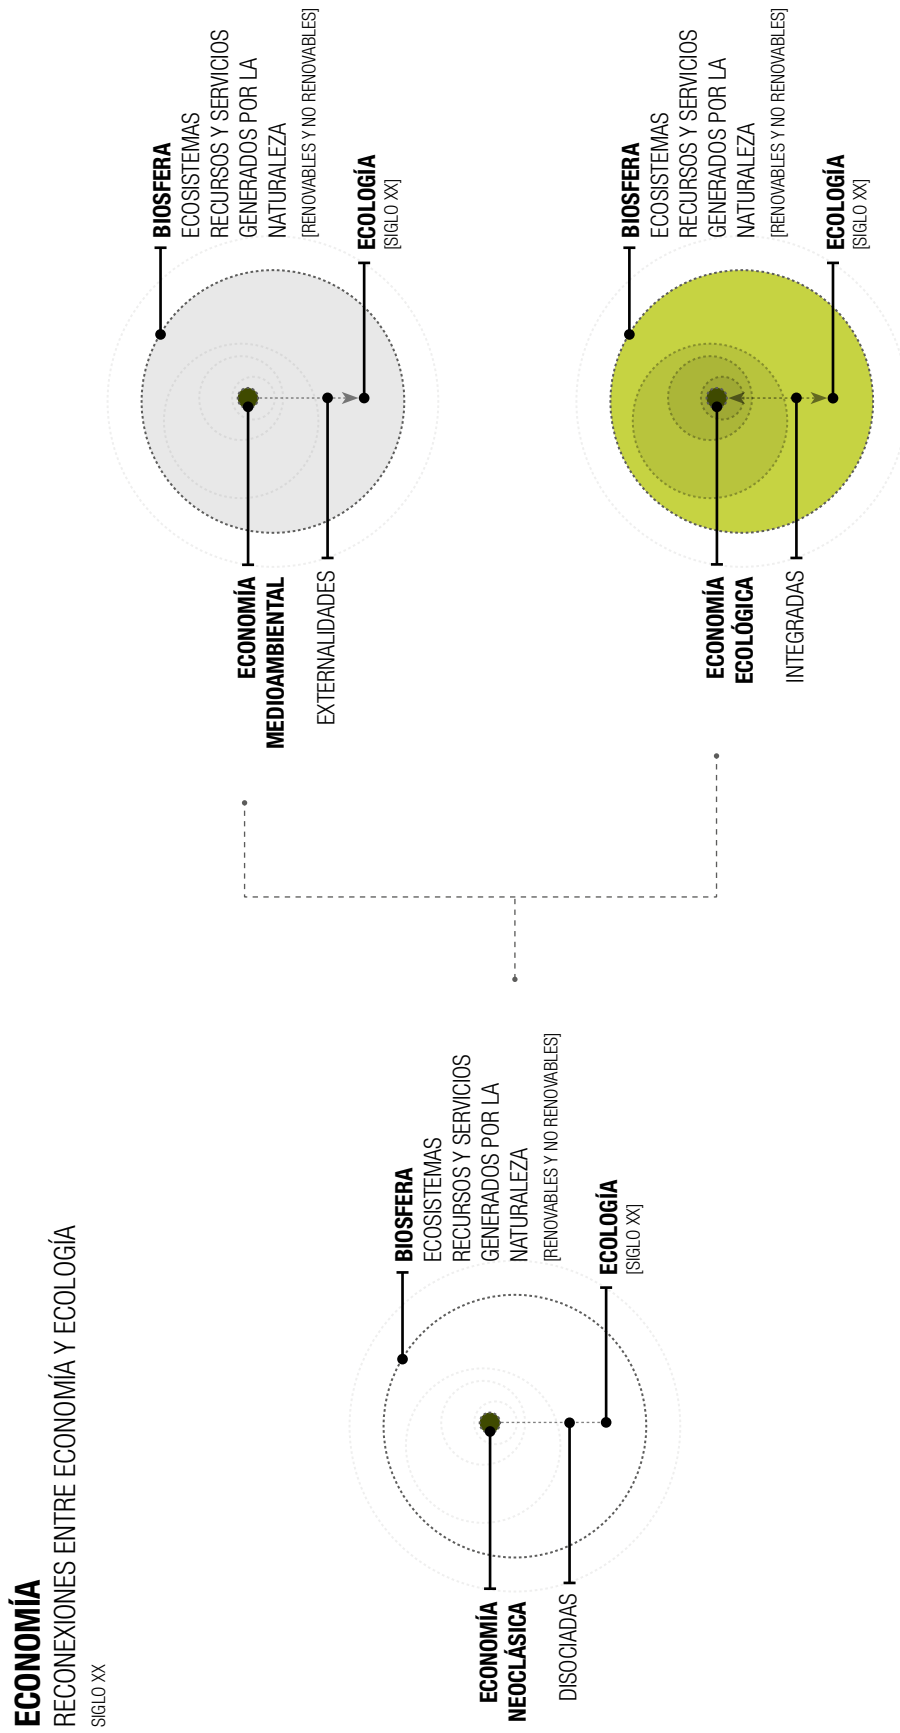 ECONOMÍA
RECONEXIONES ENTRE ECONOMÍA Y ECOLOGÍA
SIGLO XX
ECONOMÍA
NEOCLÁSICA
DISOCIADAS
BIOSFERA
ECOSISTEMAS
RECURSOS Y SERVICIOS
GENERADOS POR LA
NATURALEZA
[RENOVABLES Y NO RENOVABLES]
ECOLOGÍA
[SIGLO XX]
ECONOMÍA
MEDIOAMBIENTAL
EXTERNALIDADES
BIOSFERA
ECOSISTEMAS
RECURSOS Y SERVICIOS
GENERADOS POR LA
NATURALEZA
[RENOVABLES Y NO RENOVABLES]
ECOLOGÍA
[SIGLO XX]
ECONOMÍA
ECOLÓGICA
INTEGRADAS
BIOSFERA
ECOSISTEMAS
RECURSOS Y SERVICIOS
GENERADOS POR LA
NATURALEZA
[RENOVABLES Y NO RENOVABLES]
ECOLOGÍA
[SIGLO XX]